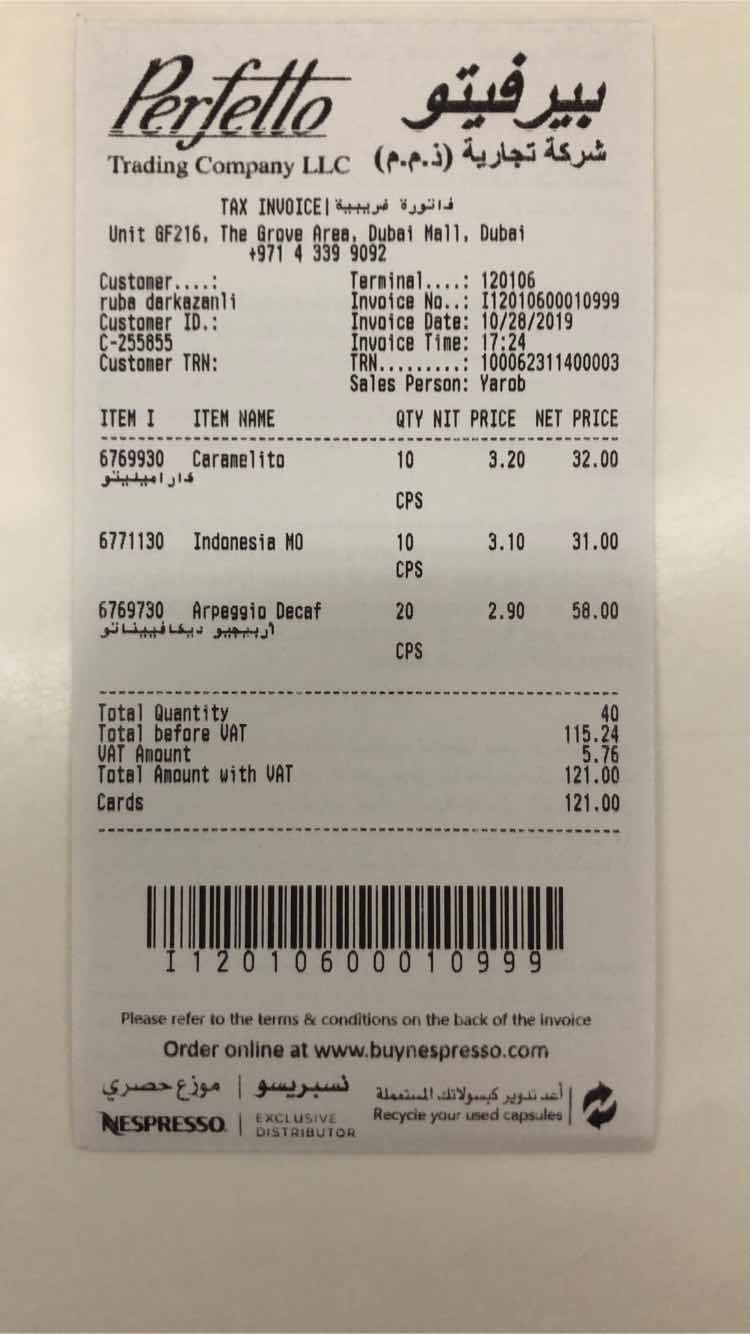 Perfetto بيرفيتو
Trading Company LLC شركة تجارية (ذ.م.م)
TAX INVOICE| فاتورة ضريبية
Unit GF216, The Grove Area, Dubai Mall, Dubai
+971 4 339 9092
Customer....: Terminal....: 120106
ruba darkazanli Invoice No..: I12010600010999
Customer ID.: Invoice Date: 10/28/2019
C-255855 Invoice Time: 17:24
Customer TRN: TRN.........: 100062311400003
Sales Person: Yarob
ITEM I ITEM NAME QTY NIT PRICE NET PRICE
6769930 Caramelito 10 3.20 32.00
كاراميليتو
CPS
6771130 Indonesia MO 10 3.10 31.00
CPS
6769730 Arpeggio Decaf 20 2.90 58.00
أربيجيو ديكافييناتو
CPS
Total Quantity 40
Total before VAT 115.24
VAT Amount 5.76
Total Amount with VAT 121.00
Cards 121.00
I12010600010999
Please refer to the terms & conditions on the back of the invoice
Order online at www.buynespresso.com
نسبريسو | موزع حصري أعد تدوير كبسولاتك المستعملة
NESPRESSO | EXCLUSIVE DISTRIBUTOR Recycle your used capsules